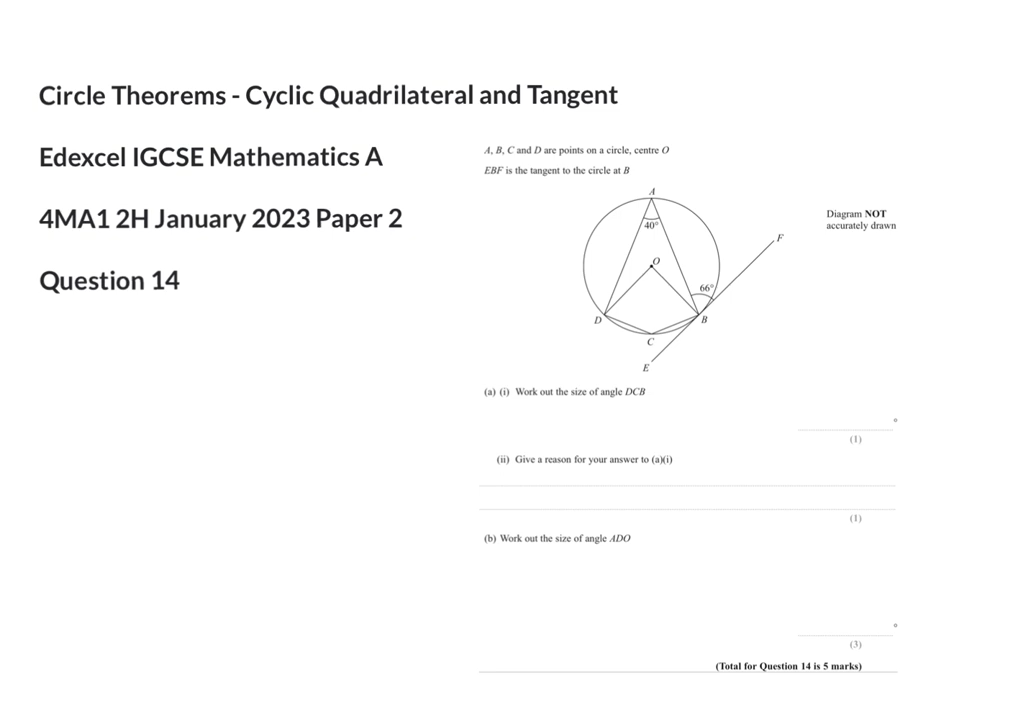 Circle Theorems - Cyclic Quadrilateral and Tangent
Edexcel IGCSE Mathematics A
4MA1 2H January 2023 Paper 2
Question 14
A, B, C and D are points on a circle, centre O
EBF is the tangent to the circle at B
A
Diagram NOT
accurately drawn
40°
F
O
66°
D
B
C
E
(a) (i) Work out the size of angle DCB
°
(1)
(ii) Give a reason for your answer to (a)(i)
(1)
(b) Work out the size of angle ADO
°
(3)
(Total for Question 14 is 5 marks)